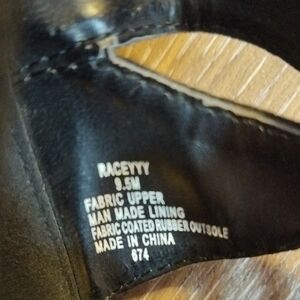 RACEYYY
9.5M
FABRIC UPPER
MAN MADE LINING
FABRIC COATED RUBBER OUTSOLE
MADE IN CHINA
674